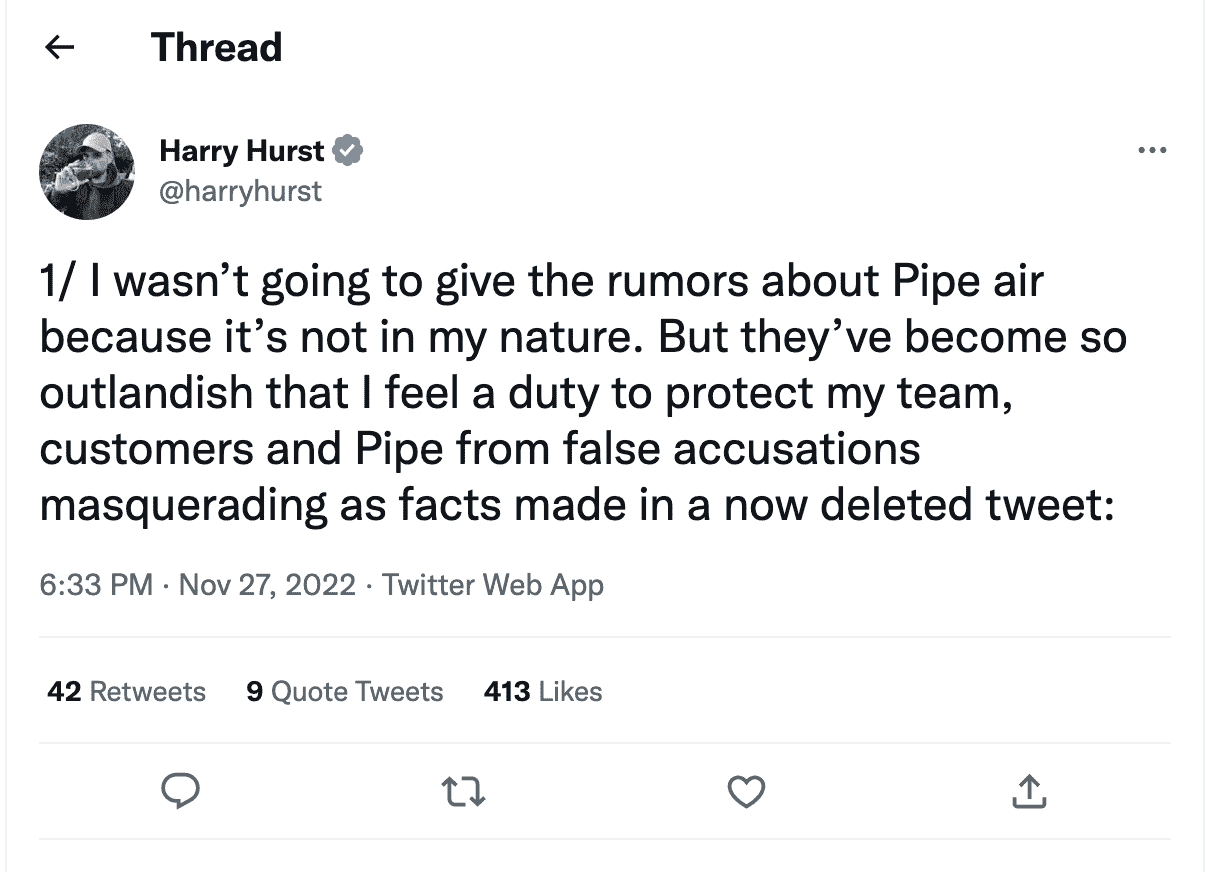 Thread
Harry Hurst
@harryhurst
1/ I wasn’t going to give the rumors about Pipe air
because it’s not in my nature. But they’ve become so
outlandish that I feel a duty to protect my team,
customers and Pipe from false accusations
masquerading as facts made in a now deleted tweet:
6:33 PM · Nov 27, 2022 · Twitter Web App
42 Retweets 9 Quote Tweets 413 Likes